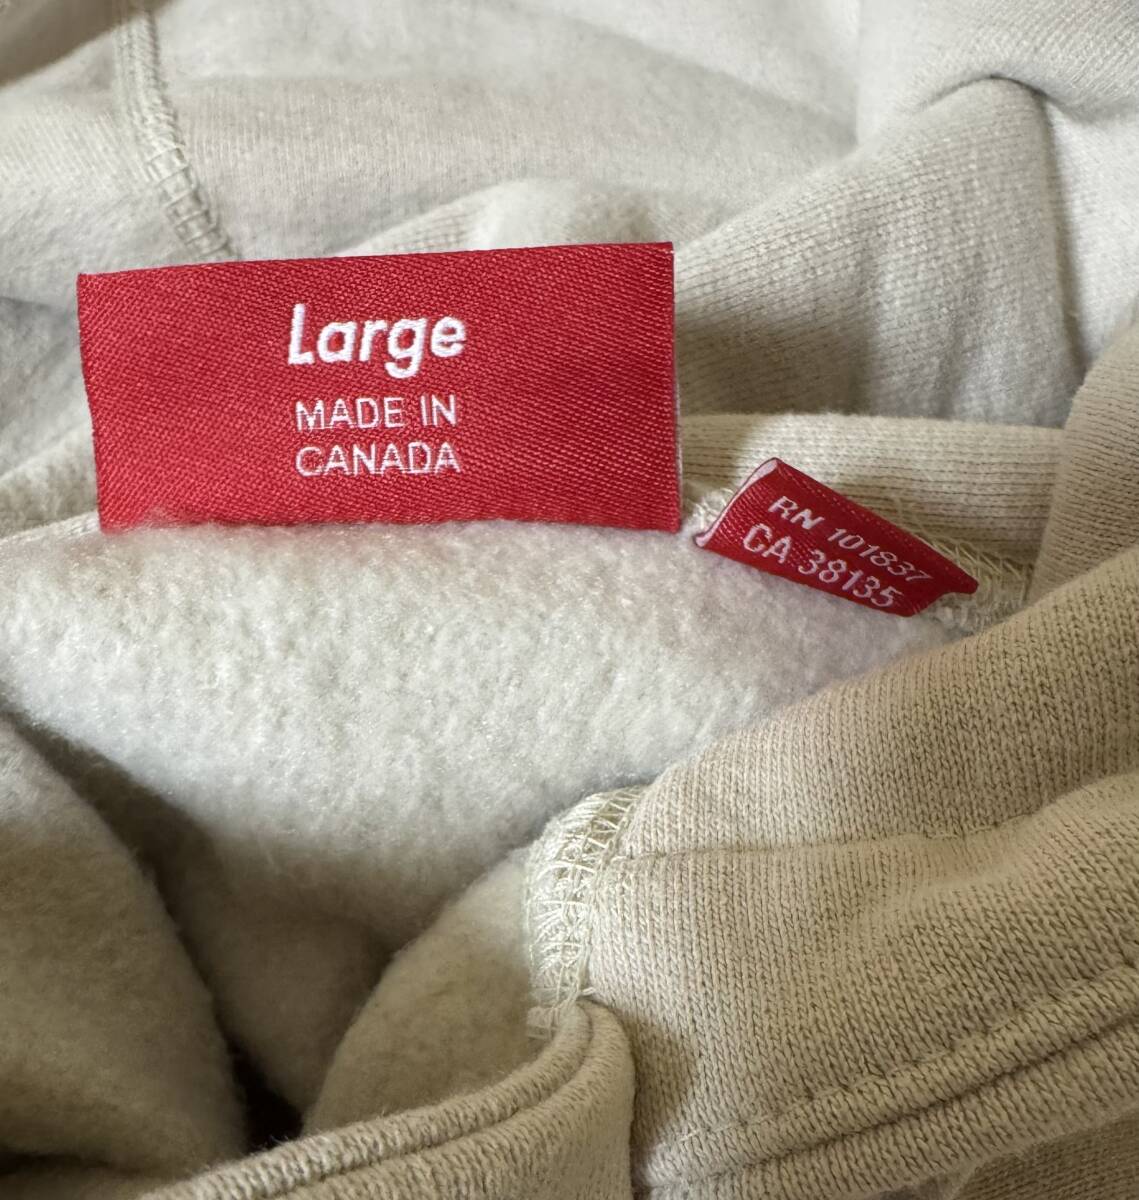 Large
MADE IN
CANADA
RN 101837
CA 38135